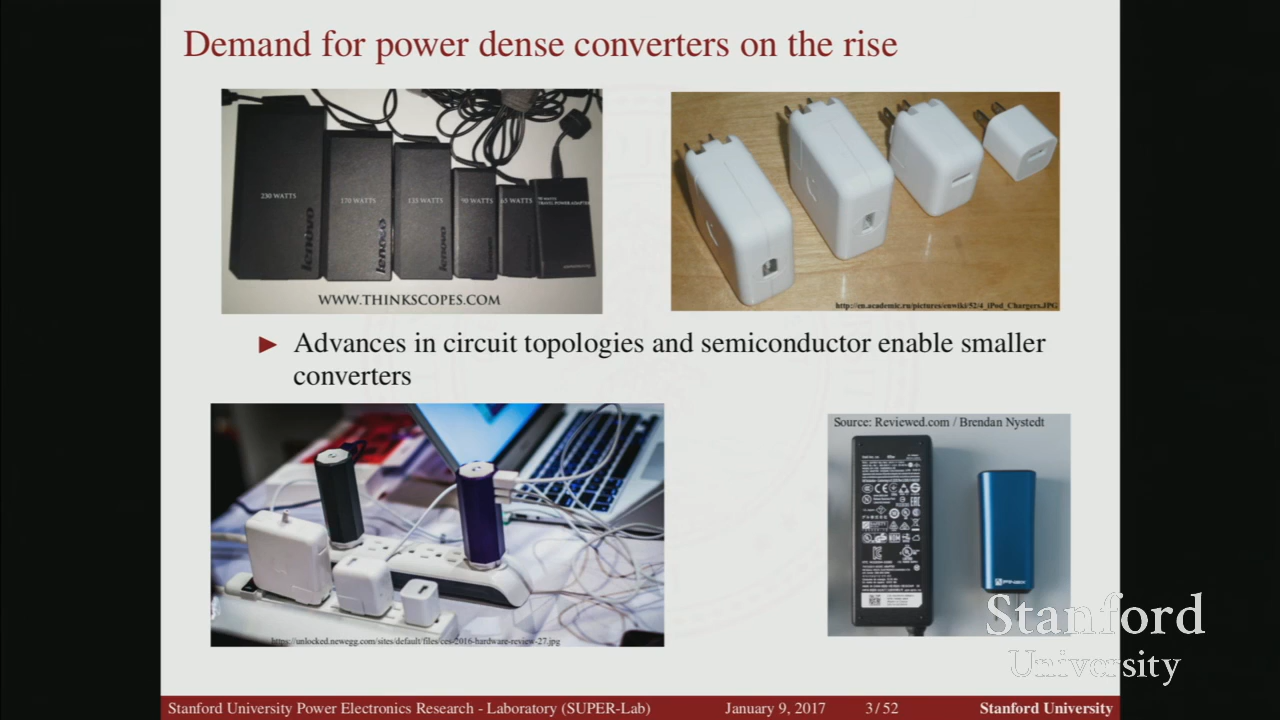 Demand for power dense converters on the rise
230 WATTS
170 WATTS
135 WATTS
90 WATTS
65 WATTS
TRAVEL POWER ADAPTER
lenovo
lenovo
lenovo
WWW.THINKSCOPES.COM
http://en.academic.ru/pictures/enwiki/52/4_iPod_Chargers.JPG
► Advances in circuit topologies and semiconductor enable smaller
converters
https://unlocked.newegg.com/sites/default/files/ces-2016-hardware-review-27.jpg
Source: Reviewed.com / Brendan Nystedt
Stanford
University
Stanford University Power Electronics Research - Laboratory (SUPER-Lab) January 9, 2017 3/52 Stanford University